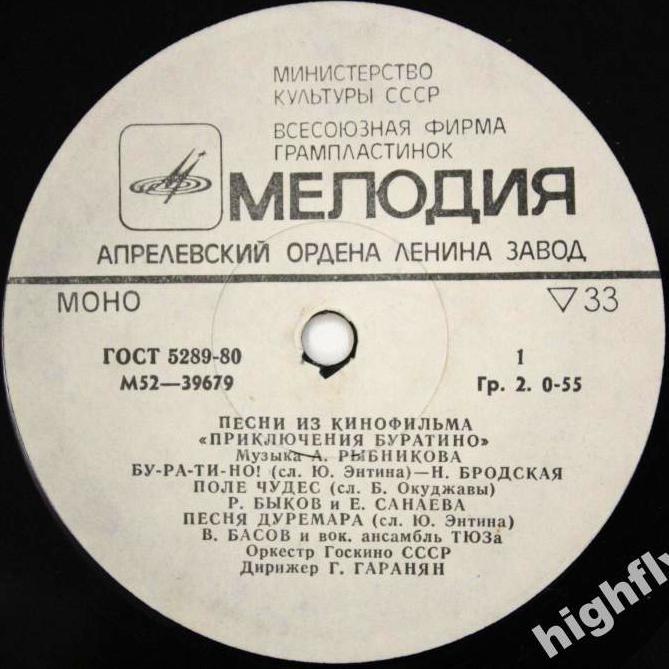 МИНИСТЕРСТВО
КУЛЬТУРЫ СССР
ВСЕСОЮЗНАЯ ФИРМА
ГРАМПЛАСТИНОК
МЕЛОДИЯ
АПРЕЛЕВСКИЙ ОРДЕНА ЛЕНИНА ЗАВОД
МОНО ▽ 33
ГОСТ 5289-80 1
М52—39679 Гр. 2. 0-55
ПЕСНИ ИЗ КИНОФИЛЬМА
«ПРИКЛЮЧЕНИЯ БУРАТИНО»
Музыка А. РЫБНИКОВА
БУ-РА-ТИ-НО! (сл. Ю. Энтина)—Н. БРОДСКАЯ
ПОЛЕ ЧУДЕС (сл. Б. Окуджавы)
Р. БЫКОВ и Е. САНАЕВА
ПЕСНЯ ДУРЕМАРА (сл. Ю. Энтина)
В. БАСОВ и вок. ансамбль ТЮЗа
Оркестр Госкино СССР
Дирижер Г. ГАРАНЯН